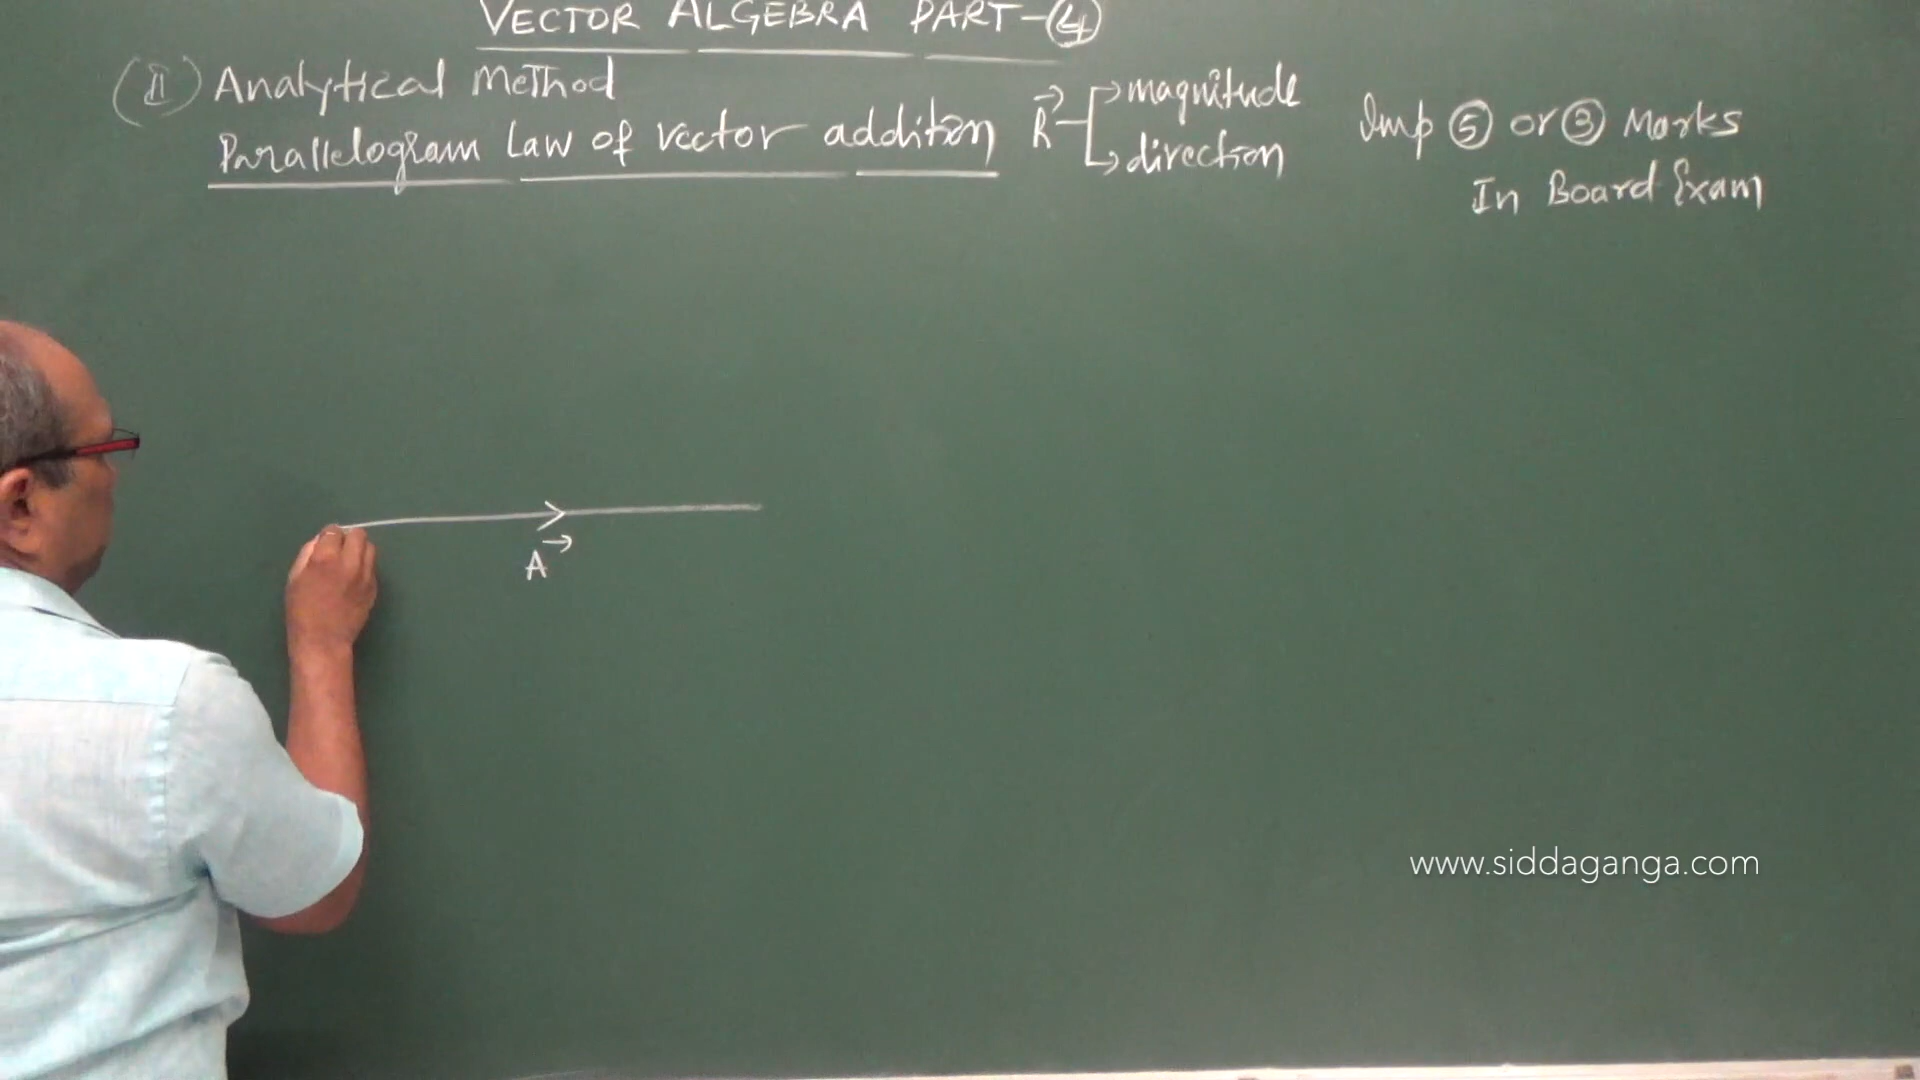 VECTOR ALGEBRA PART-(4)
(II) Analytical Method
Parallelogram Law of vector addition R⃗ magnitude
direction
Imp ⑤ or ③ Marks
In Board Exam
A⃗
www.siddaganga.com